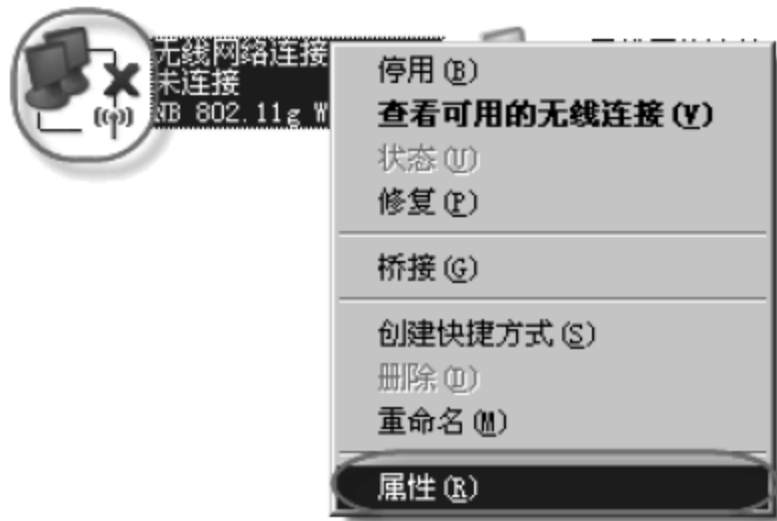 无线网络连接
未连接
NB 802.11g W
停用(B)
查看可用的无线连接(V)
状态(U)
修复(P)
桥接(G)
创建快捷方式(S)
删除(D)
重命名(M)
属性(R)